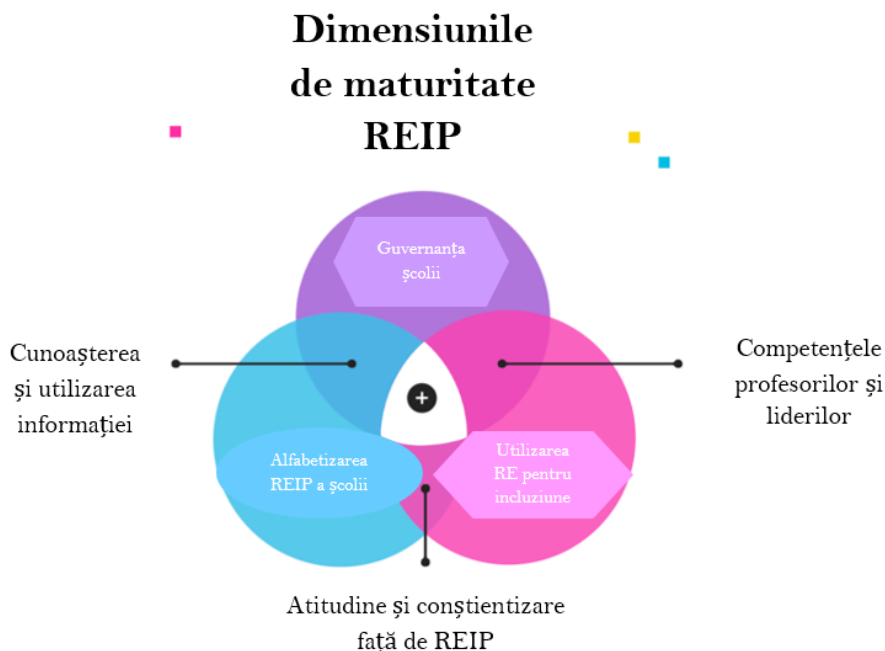 Dimensiunile
de maturitate
REIP
Guvernanța
școlii
Cunoașterea
și utilizarea
informației
Competențele
profesorilor și
liderilor
Alfabetizarea
REIP a școlii
Utilizarea
RE pentru
incluziune
Atitudine și conștientizare
față de REIP